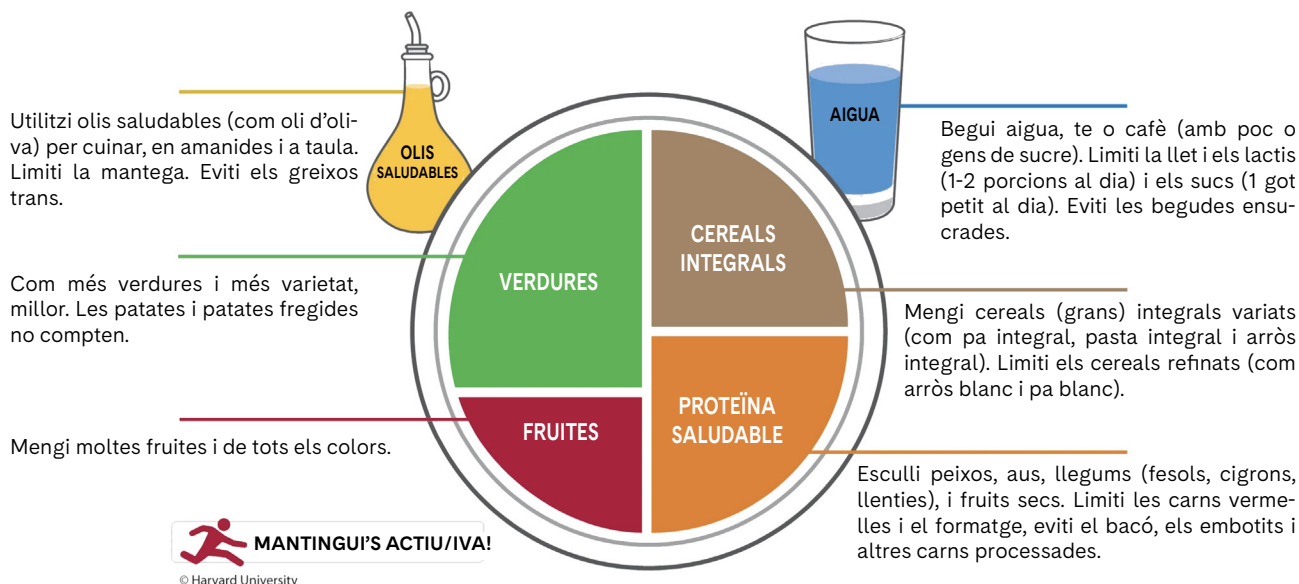 Utilitzi olis saludables (com oli d’oli-
va) per cuinar, en amanides i a taula.
Limiti la mantega. Eviti els greixos
trans.
OLIS
SALUDABLES
AIGUA
Begui aigua, te o cafè (amb poc o
gens de sucre). Limiti la llet i els lactis
(1-2 porcions al dia) i els sucs (1 got
petit al dia). Eviti les begudes ensu-
crades.
Com més verdures i més varietat,
millor. Les patates i patates fregides
no compten.
VERDURES
CEREALS
INTEGRALS
Mengi cereals (grans) integrals variats
(com pa integral, pasta integral i arròs
integral). Limiti els cereals refinats (com
arròs blanc i pa blanc).
Mengi moltes fruites i de tots els colors.
FRUITES
PROTEÏNA
SALUDABLE
Esculli peixos, aus, llegums (fesols, cigrons,
llenties), i fruits secs. Limiti les carns verme-
lles i el formatge, eviti el bacó, els embotits i
altres carns processades.
MANTINGUI’S ACTIU/IVA!
© Harvard University